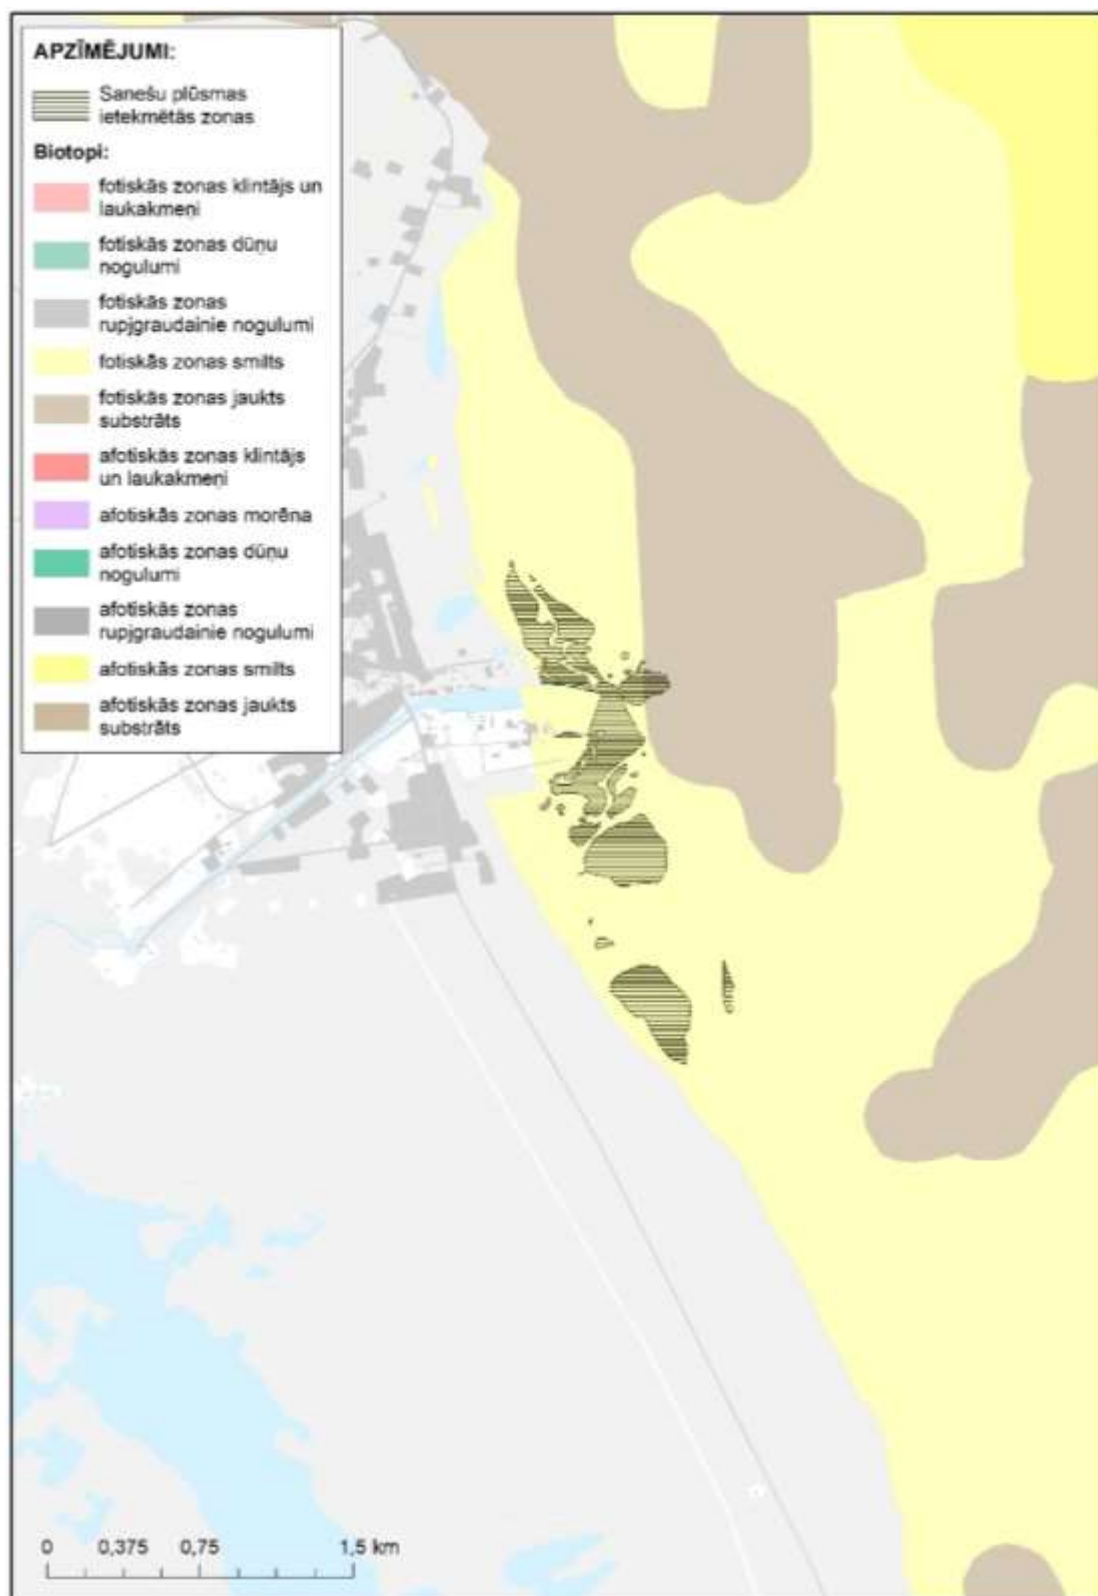 APZĪMĒJUMI:
Sanešu plūsmas
ietekmētās zonas
Biotopi:
fotiskās zonas klintājs un
laukakmeņi
fotiskās zonas dūņu
nogulumi
fotiskās zonas
rupjgraudainie nogulumi
fotiskās zonas smilts
fotiskās zonas jaukts
substrāts
afotiskās zonas klintājs
un laukakmeņi
afotiskās zonas morēna
afotiskās zonas dūņu
nogulumi
afotiskās zonas
rupjgraudainie nogulumi
afotiskās zonas smilts
afotiskās zonas jaukts
substrāts
0 0,375 0,75 1,5 km